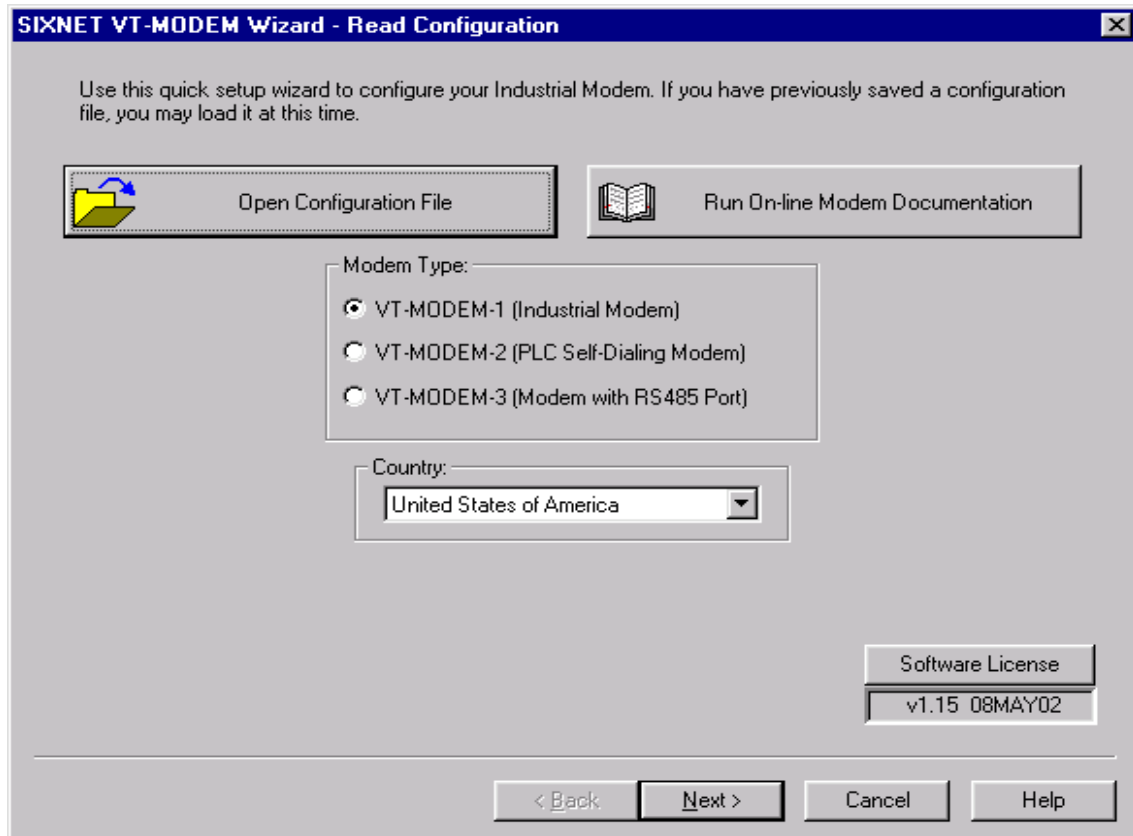 SIXNET VT-MODEM Wizard - Read Configuration
Use this quick setup wizard to configure your Industrial Modem. If you have previously saved a configuration
file, you may load it at this time.
Open Configuration File
Run On-line Modem Documentation
Modem Type:
VT-MODEM-1 (Industrial Modem)
VT-MODEM-2 (PLC Self-Dialing Modem)
VT-MODEM-3 (Modem with RS485 Port)
Country:
United States of America
Software License
v1.15 08MAY02
< Back
Next >
Cancel
Help